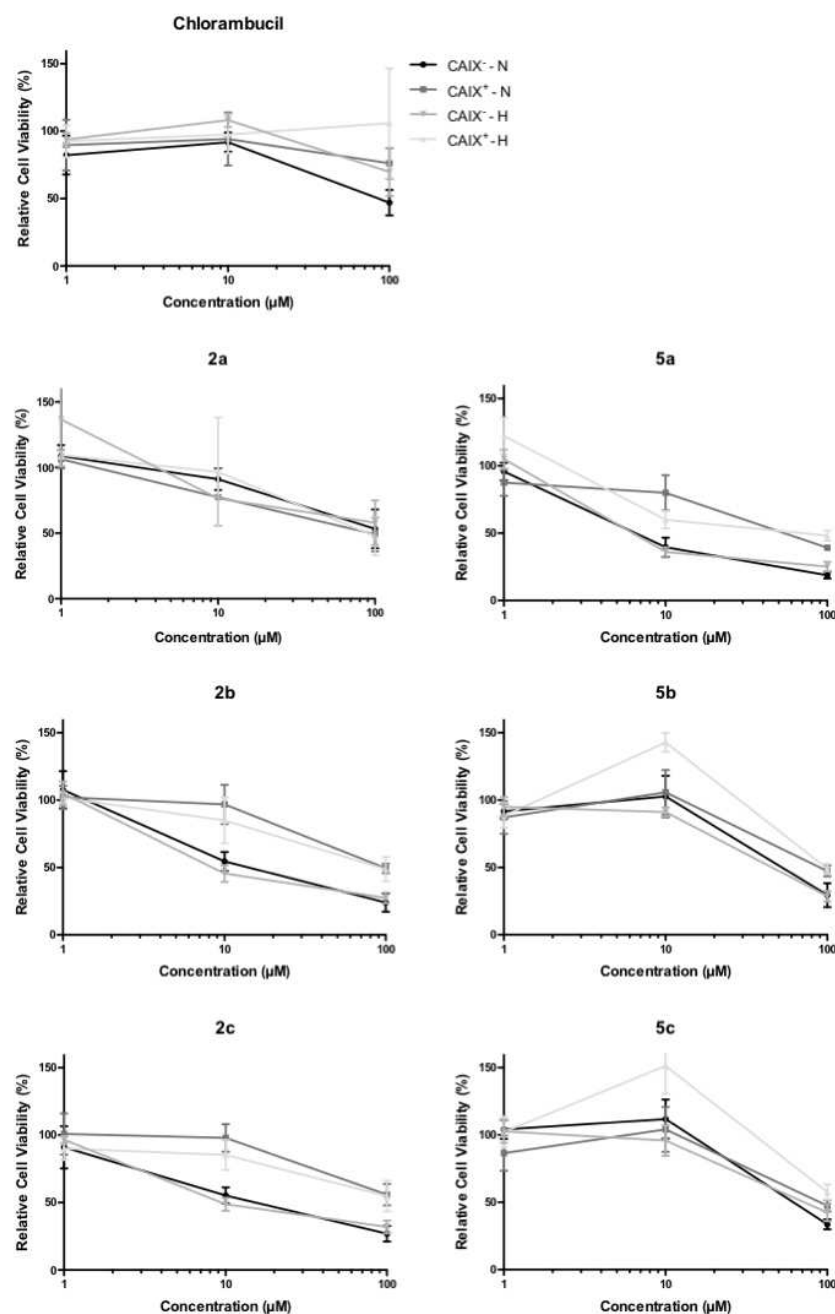 Chlorambucil
Relative Cell Viability (%)
150
100
50
0
1
10
100
Concentration (µM)
CAIX⁻ - N
CAIX⁺ - N
CAIX⁻ - H
CAIX⁺ - H
2a
Relative Cell Viability (%)
150
100
50
0
1
10
100
Concentration (µM)
5a
Relative Cell Viability (%)
150
100
50
0
1
10
100
Concentration (µM)
2b
Relative Cell Viability (%)
150
100
50
0
1
10
100
Concentration (µM)
5b
Relative Cell Viability (%)
150
100
50
0
1
10
100
Concentration (µM)
2c
Relative Cell Viability (%)
150
100
50
0
1
10
100
Concentration (µM)
5c
Relative Cell Viability (%)
150
100
50
0
1
10
100
Concentration (µM)